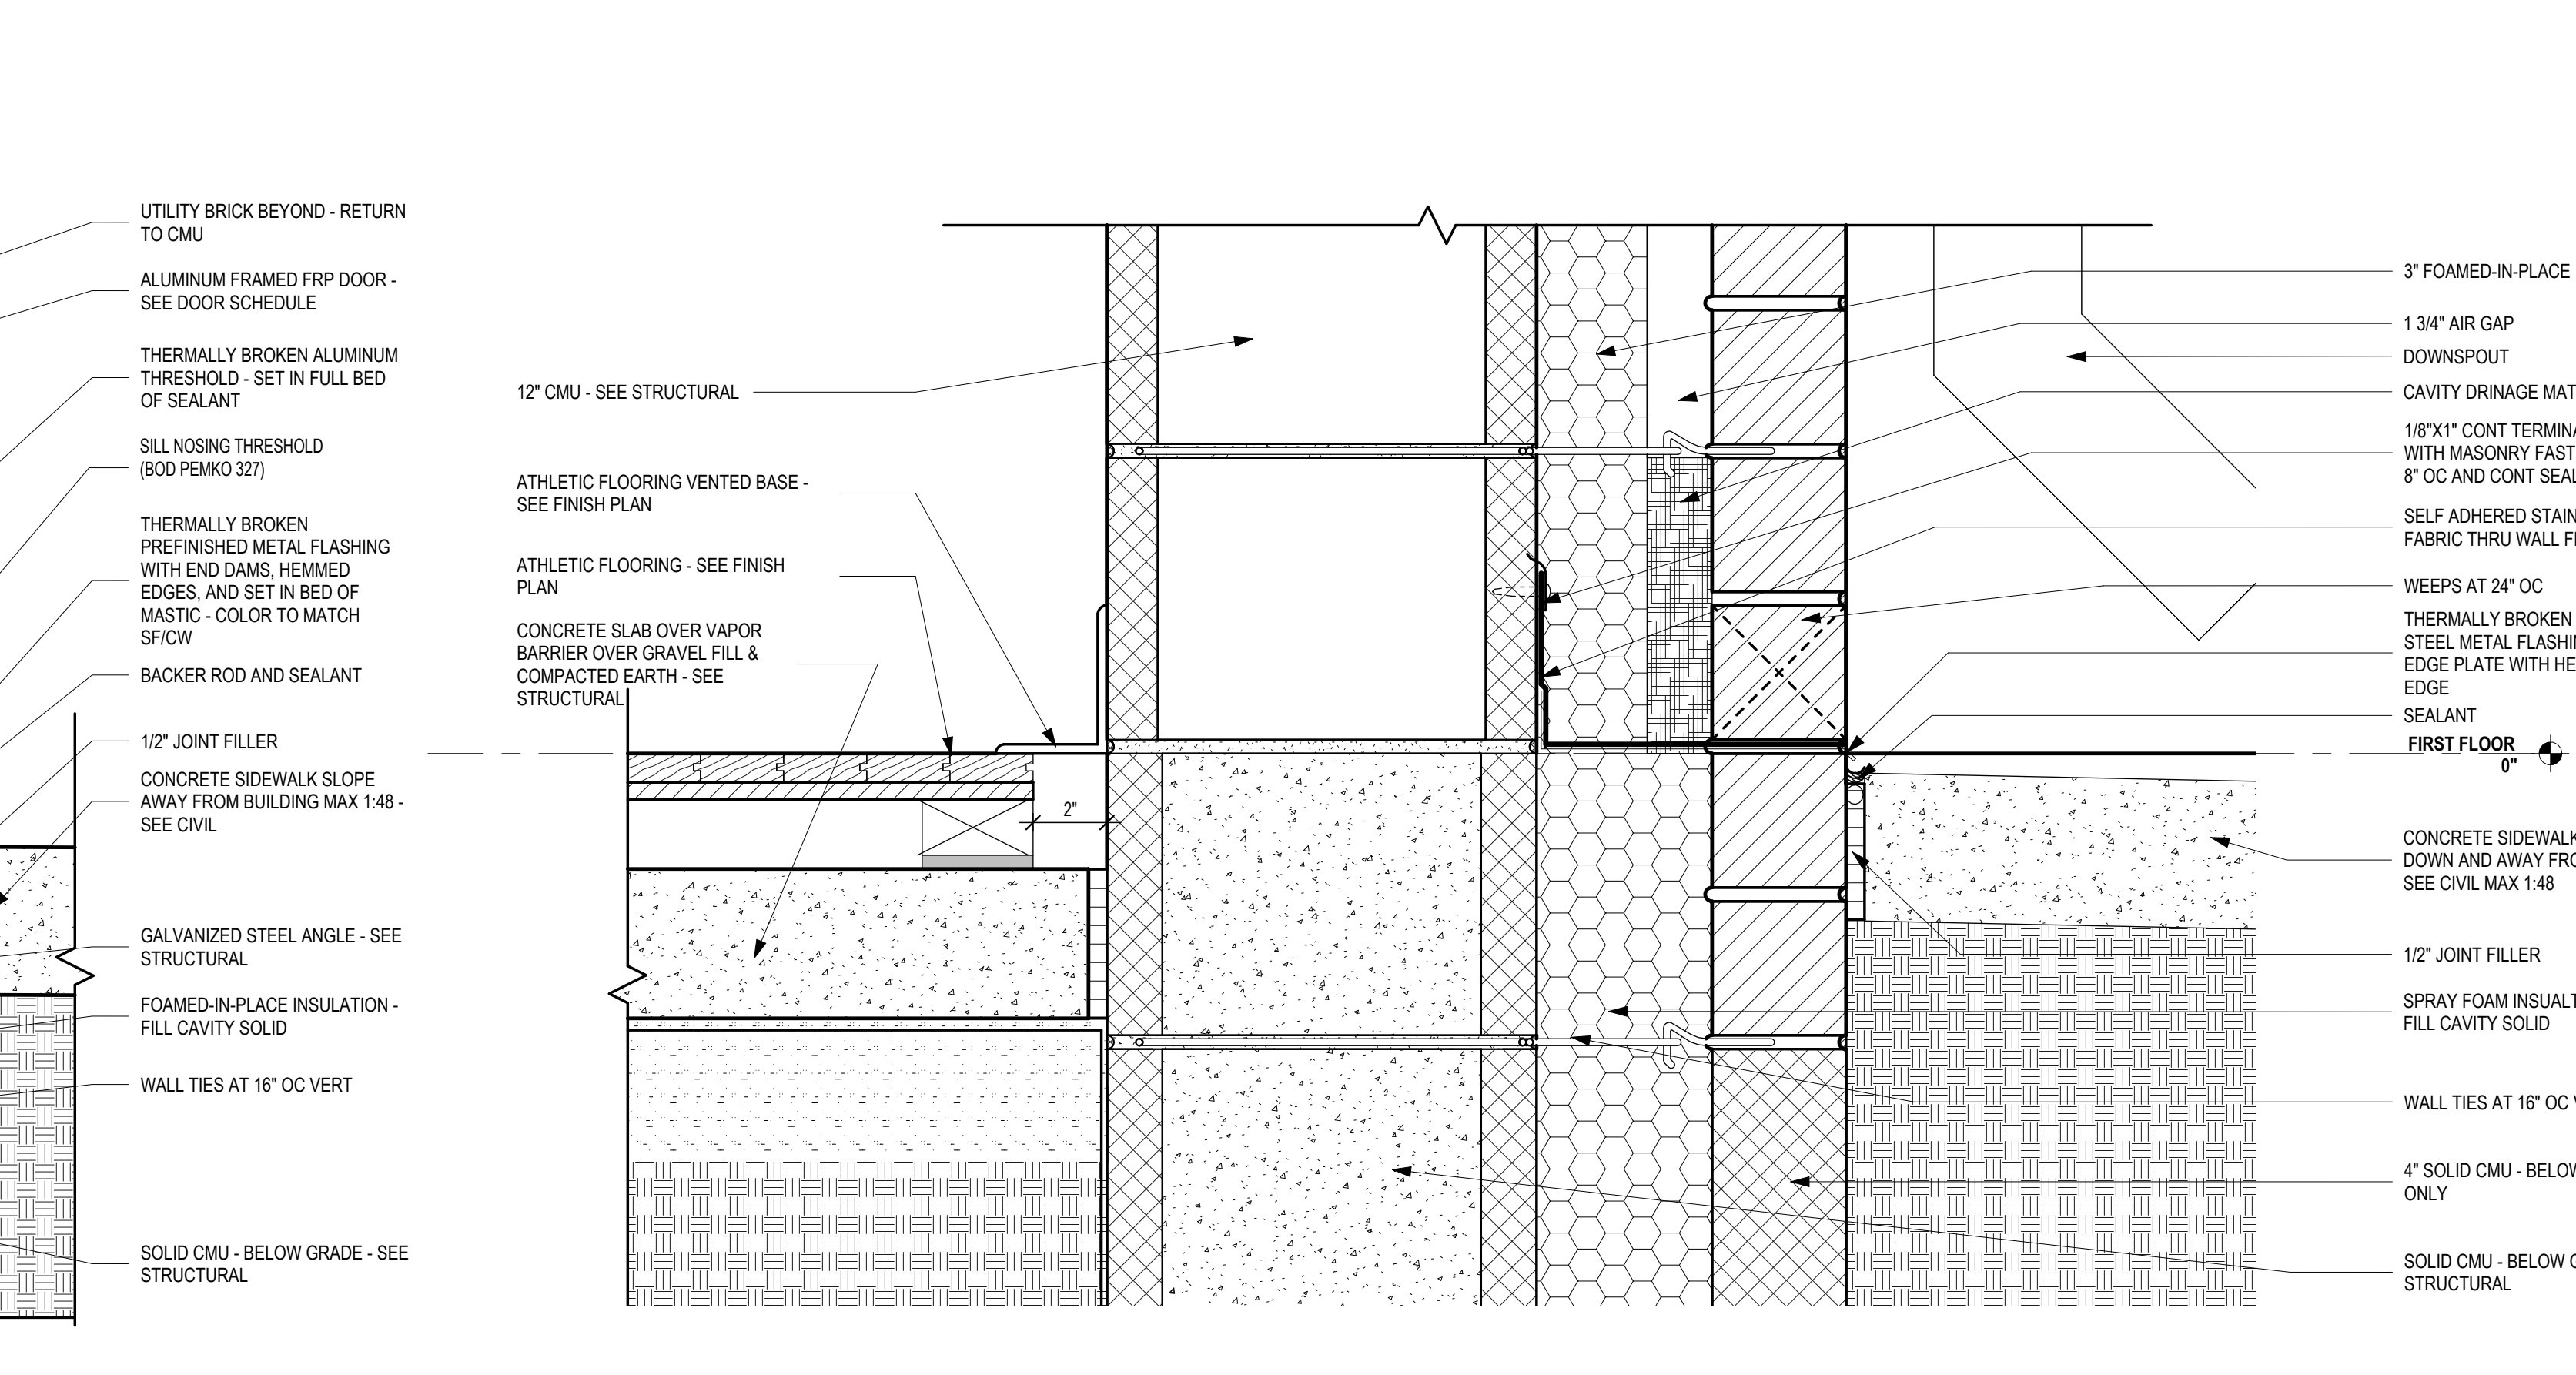 UTILITY BRICK BEYOND - RETURN
TO CMU
ALUMINUM FRAMED FRP DOOR -
SEE DOOR SCHEDULE
THERMALLY BROKEN ALUMINUM
THRESHOLD - SET IN FULL BED
OF SEALANT
SILL NOSING THRESHOLD
(BOD PEMKO 327)
THERMALLY BROKEN
PREFINISHED METAL FLASHING
WITH END DAMS, HEMMED
EDGES, AND SET IN BED OF
MASTIC - COLOR TO MATCH
SF/CW
BACKER ROD AND SEALANT
1/2" JOINT FILLER
CONCRETE SIDEWALK SLOPE
AWAY FROM BUILDING MAX 1:48 -
SEE CIVIL
GALVANIZED STEEL ANGLE - SEE
STRUCTURAL
FOAMED-IN-PLACE INSULATION -
FILL CAVITY SOLID
WALL TIES AT 16" OC VERT
SOLID CMU - BELOW GRADE - SEE
STRUCTURAL
12" CMU - SEE STRUCTURAL
ATHLETIC FLOORING VENTED BASE -
SEE FINISH PLAN
ATHLETIC FLOORING - SEE FINISH
PLAN
CONCRETE SLAB OVER VAPOR
BARRIER OVER GRAVEL FILL &
COMPACTED EARTH - SEE
STRUCTURAL
2"
3" FOAMED-IN-PLACE
1 3/4" AIR GAP
DOWNSPOUT
CAVITY DRINAGE MAT
1/8"X1" CONT
WITH MASONRY
8" OC AND CONT
SELF ADHERED
FABRIC THRU WALL
WEEPS AT 24" OC
THERMALLY BROKEN
STEEL METAL
EDGE PLATE WITH
EDGE
SEALANT
FIRST FLOOR
0"
CONCRETE SIDEWALK
DOWN AND AWAY
SEE CIVIL MAX 1:48
1/2" JOINT FILLER
SPRAY FOAM
FILL CAVITY SOLID
WALL TIES AT 16" OC
4" SOLID CMU -
ONLY
SOLID CMU - BELOW
STRUCTURAL